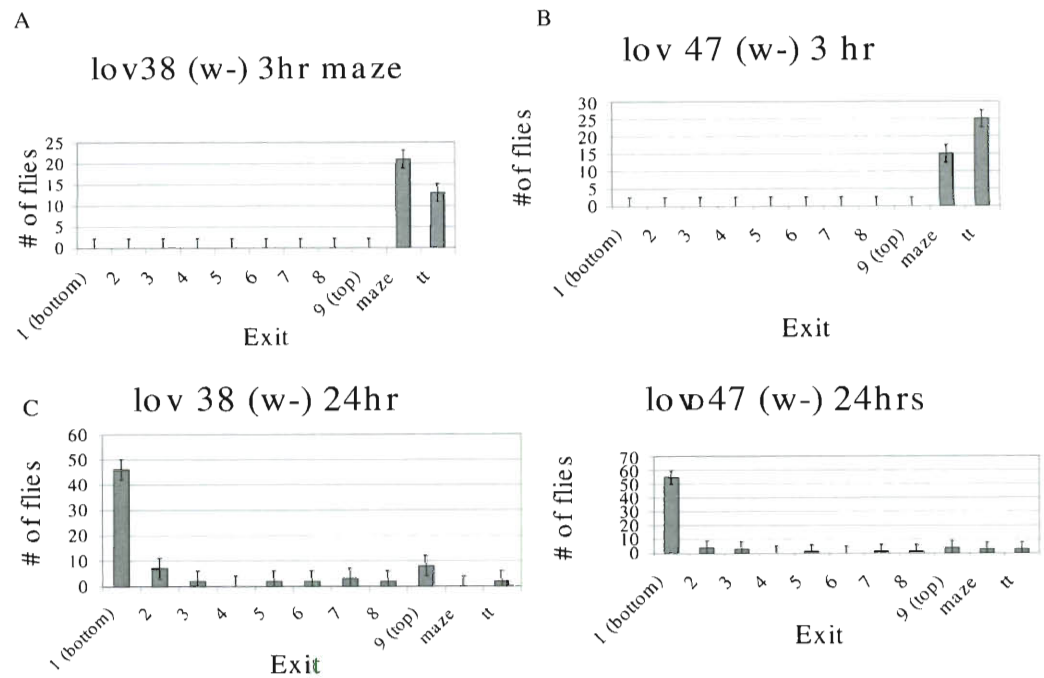 A
lov38 (w-) 3hr maze
# of flies
25
20
15
10
5
0
1 (bottom)
2
3
4
5
6
7
8
9 (top)
maze
tt
Exit
B
lov 47 (w-) 3 hr
#of flies
30
25
20
15
10
5
0
1 (bottom)
2
3
4
5
6
7
8
9 (top)
maze
tt
Exit
C
lov 38 (w-) 24hr
# of flies
60
50
40
30
20
10
0
1 (bottom)
2
3
4
5
6
7
8
9 (top)
maze
tt
Exit
47 (w-) 24hrs
# of flies
70
60
50
40
30
20
10
0
1 (bottom)
2
3
4
5
6
7
8
9 (top)
maze
tt
Exit